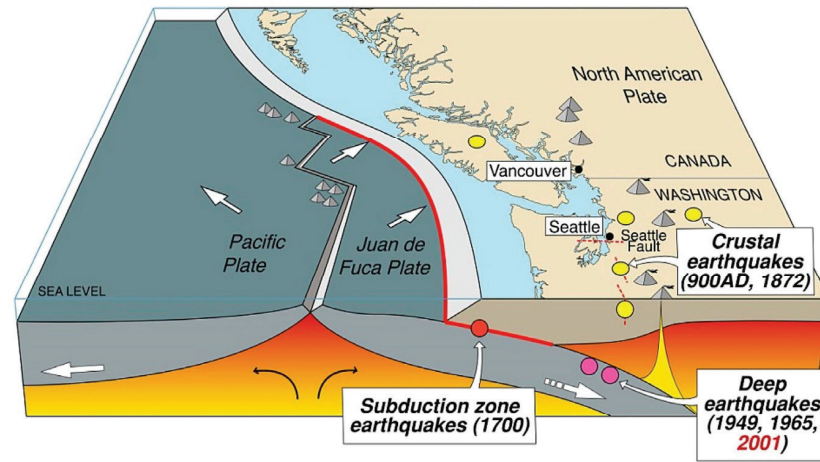 North American
Plate
Vancouver
CANADA
WASHINGTON
Seattle
Seattle
Fault
Pacific
Plate
Juan de
Fuca Plate
Crustal
earthquakes
(900AD, 1872)
SEA LEVEL
Subduction zone
earthquakes (1700)
Deep
earthquakes
(1949, 1965,
2001)